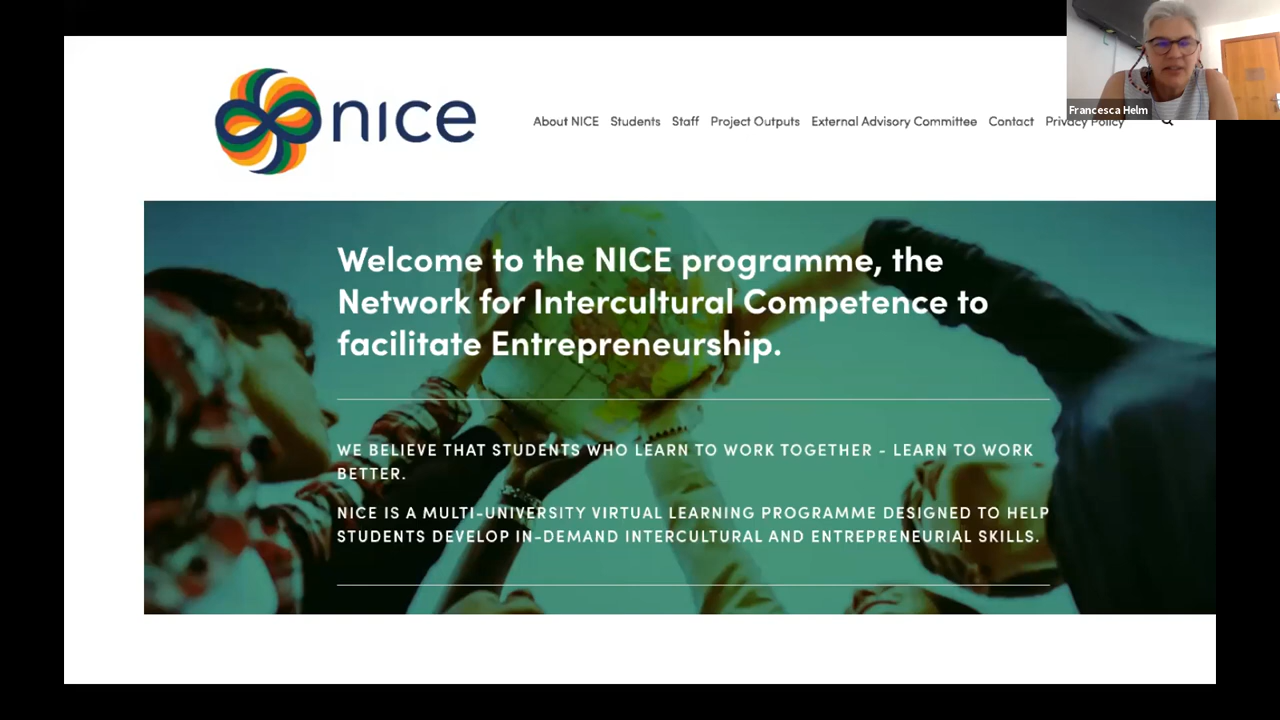 Francesca Helm
nice
About NICE Students Staff Project Outputs External Advisory Committee Contact Privacy Policy
Welcome to the NICE programme, the
Network for Intercultural Competence to
facilitate Entrepreneurship.
WE BELIEVE THAT STUDENTS WHO LEARN TO WORK TOGETHER - LEARN TO WORK
BETTER.
NICE IS A MULTI-UNIVERSITY VIRTUAL LEARNING PROGRAMME DESIGNED TO HELP
STUDENTS DEVELOP IN-DEMAND INTERCULTURAL AND ENTREPRENEURIAL SKILLS.